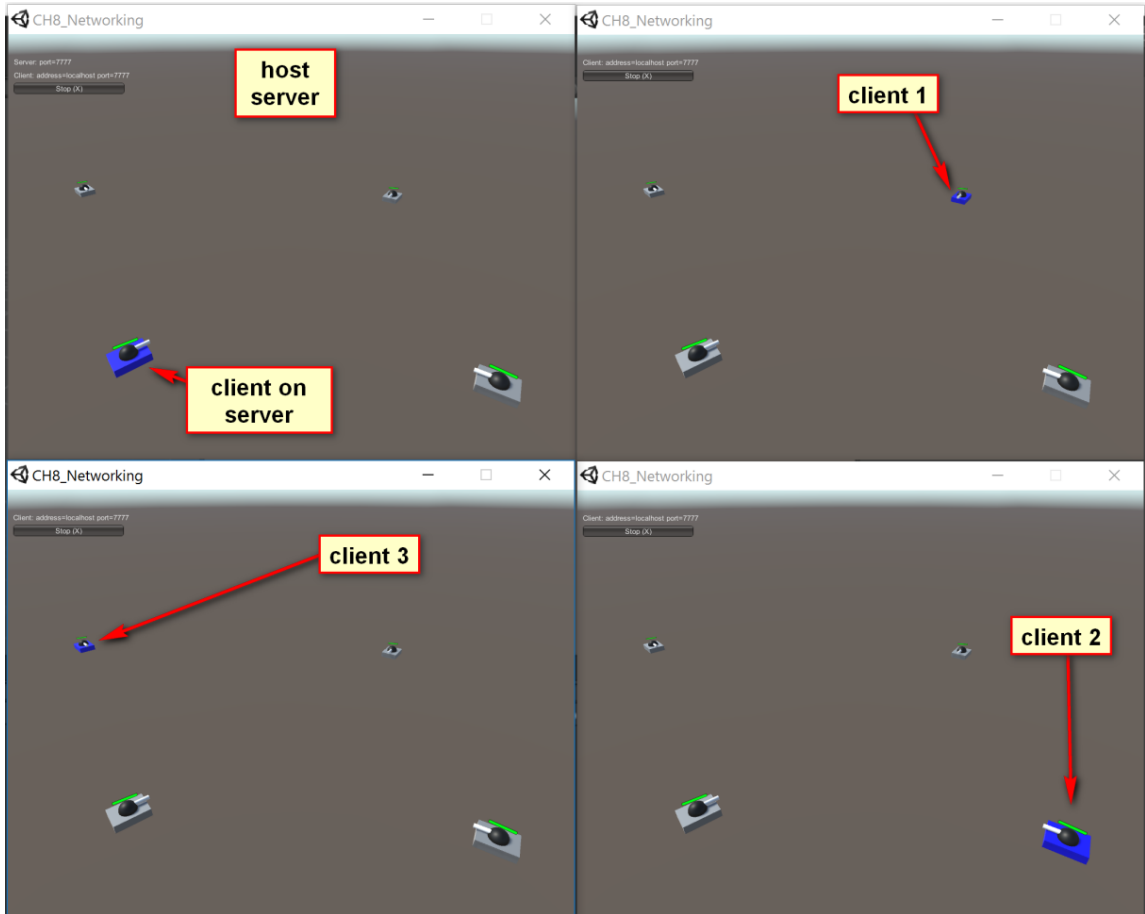 CH8_Networking
Server: port=7777
Client: address=localhost port=7777
Stop (X)
host
server
client on
server
CH8_Networking
Client: address=localhost port=7777
Stop (X)
client 1
CH8_Networking
Client: address=localhost port=7777
Stop (X)
client 3
CH8_Networking
Client: address=localhost port=7777
Stop (X)
client 2